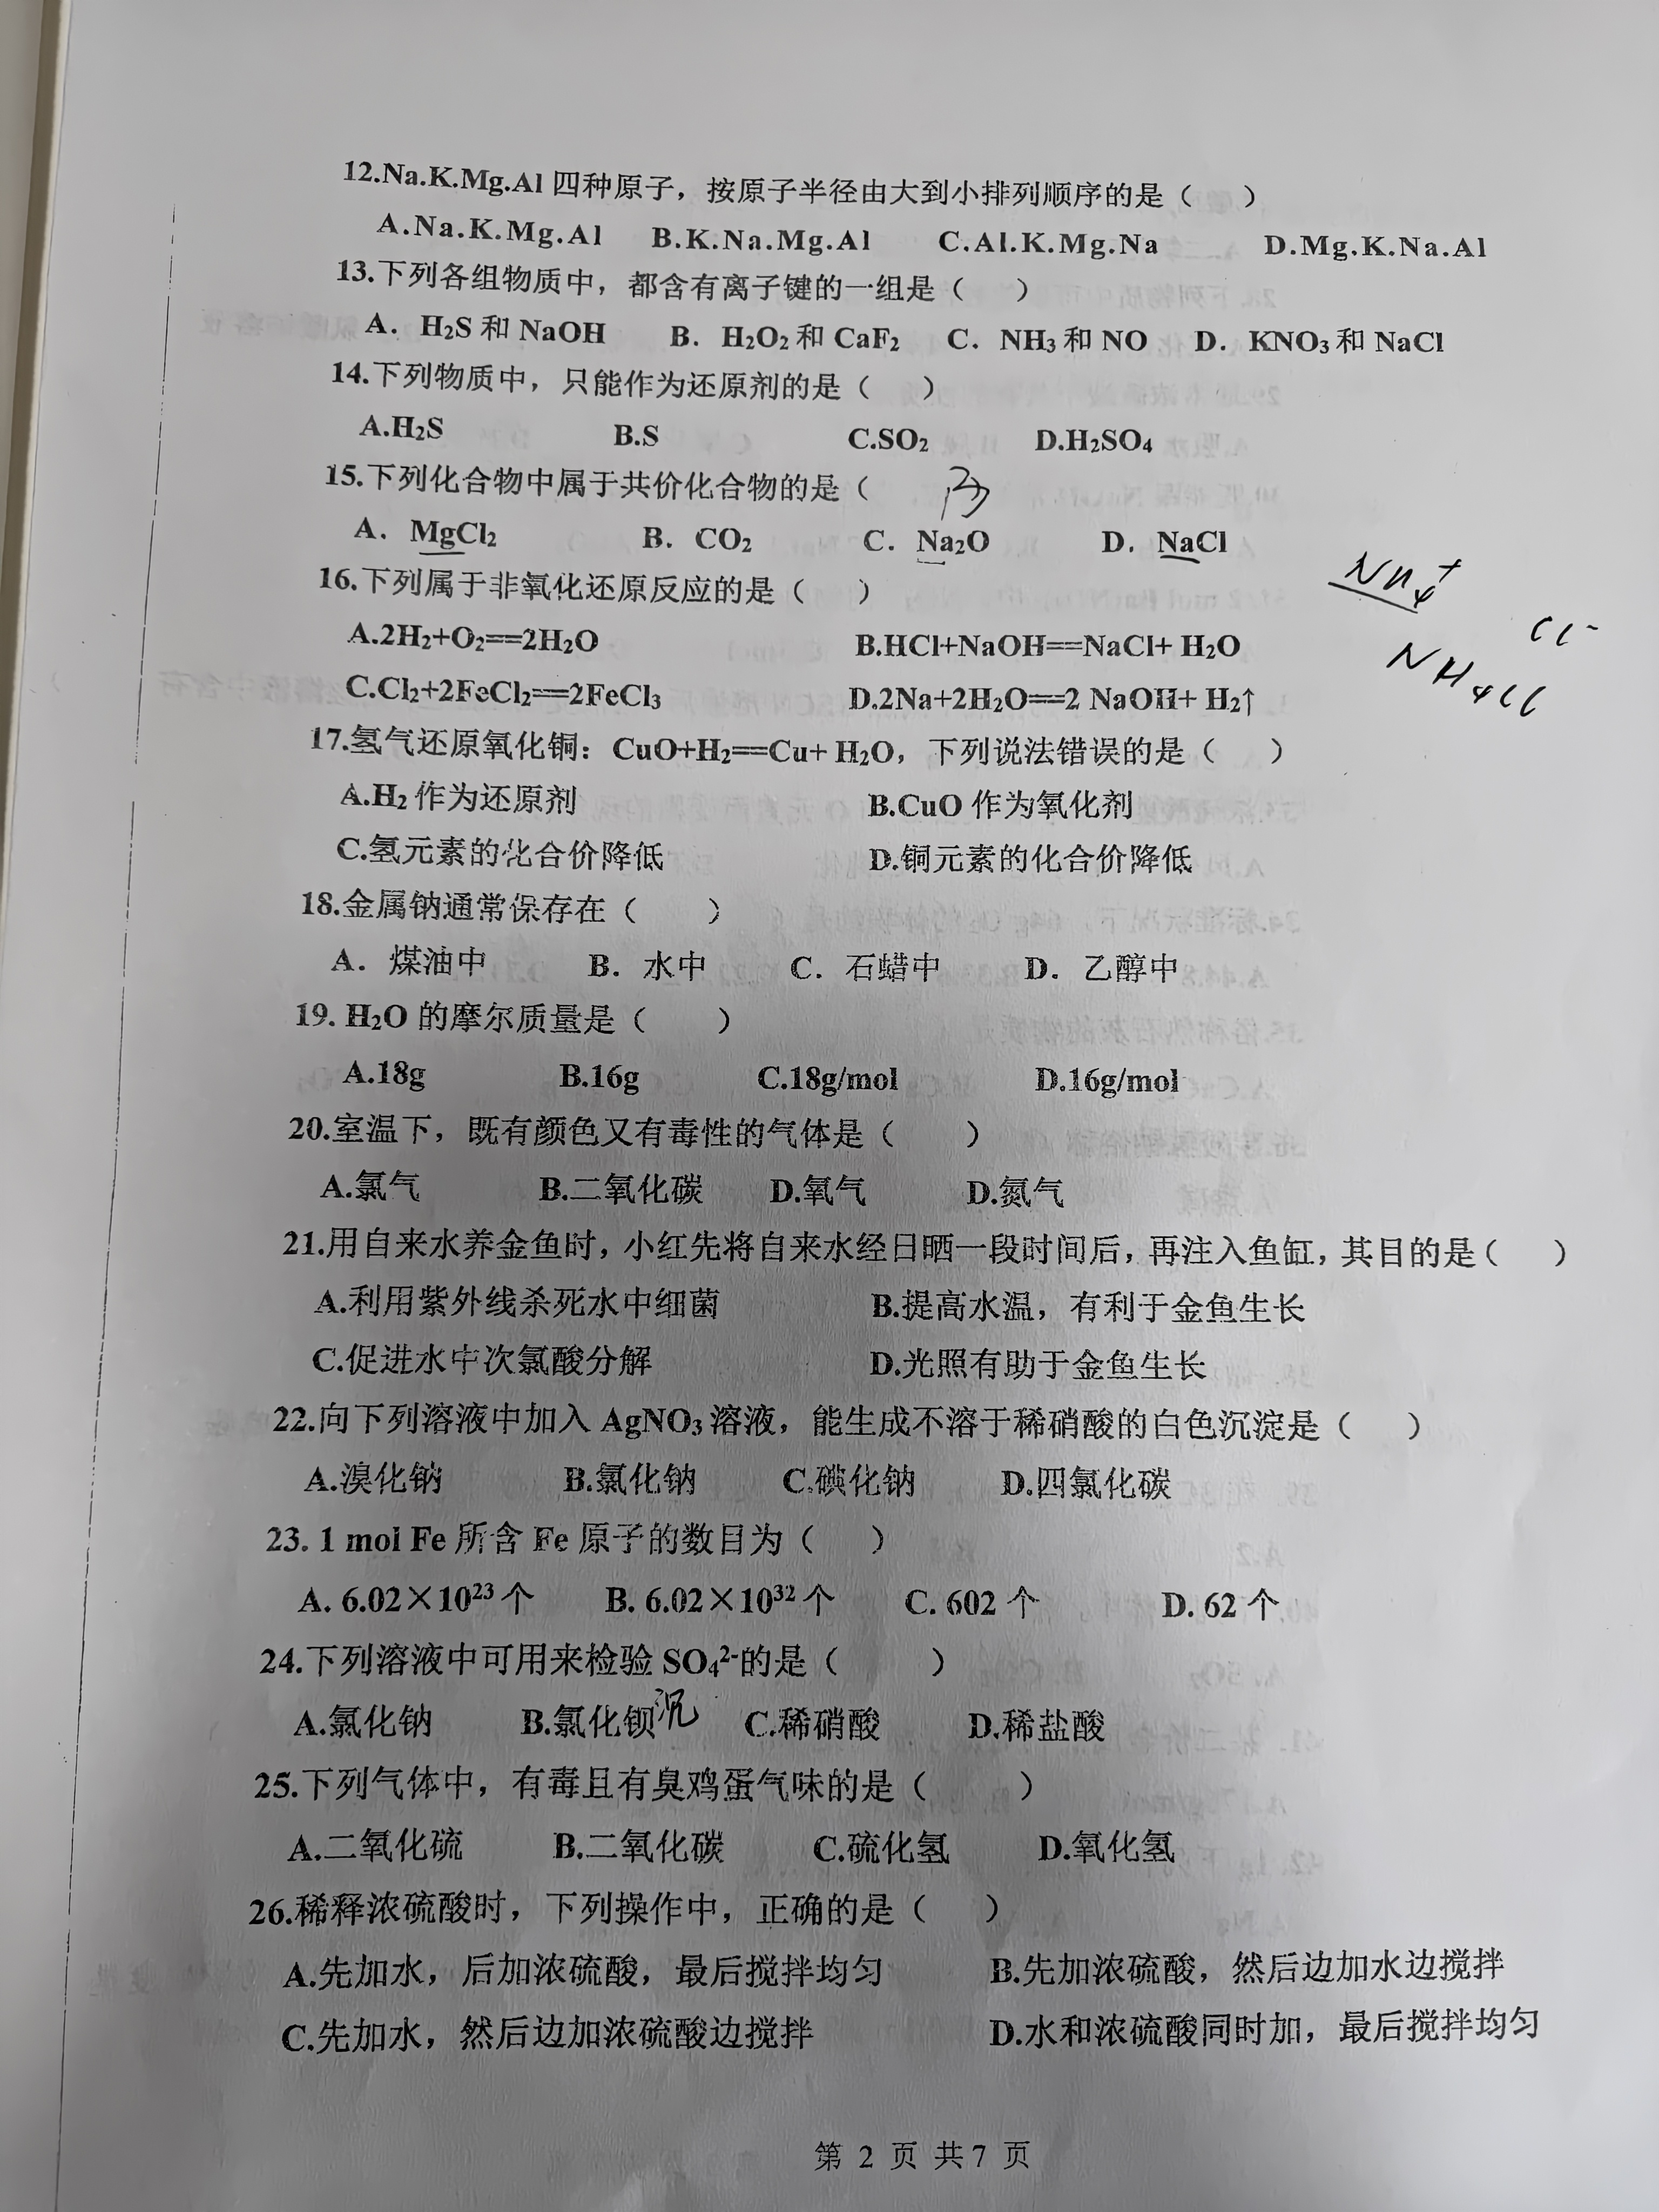 12.Na.K.Mg.Al 四种原子，按原子半径由大到小排列顺序的是（ ）
A.Na.K.Mg.Al B.K.Na.Mg.Al C.Al.K.Mg.Na D.Mg.K.Na.Al
13.下列各组物质中，都含有离子键的一组是（ ）
A．H₂S 和 NaOH B．H₂O₂ 和 CaF₂ C．NH₃ 和 NO D．KNO₃ 和 NaCl
14.下列物质中，只能作为还原剂的是（ ）
A.H₂S B.S C.SO₂ D.H₂SO₄
15.下列化合物中属于共价化合物的是（
A．MgCl₂ B．CO₂ C．Na₂O D．NaCl
NH₄⁺
16.下列属于非氧化还原反应的是（ ）
Cl⁻
A.2H₂+O₂==2H₂O B.HCl+NaOH==NaCl+ H₂O
NH₄Cl
C.Cl₂+2FeCl₂==2FeCl₃ D.2Na+2H₂O==2 NaOH+ H₂↑
17.氢气还原氧化铜：CuO+H₂==Cu+ H₂O，下列说法错误的是（ ）
A.H₂ 作为还原剂 B.CuO 作为氧化剂
C.氢元素的化合价降低 D.铜元素的化合价降低
18.金属钠通常保存在（ ）
A．煤油中 B．水中 C．石蜡中 D．乙醇中
19. H₂O 的摩尔质量是（ ）
A.18g B.16g C.18g/mol D.16g/mol
20.室温下，既有颜色又有毒性的气体是（ ）
A.氯气 B.二氧化碳 D.氧气 D.氮气
21.用自来水养金鱼时，小红先将自来水经日晒一段时间后，再注入鱼缸，其目的是（ ）
A.利用紫外线杀死水中细菌 B.提高水温，有利于金鱼生长
C.促进水中次氯酸分解 D.光照有助于金鱼生长
22.向下列溶液中加入 AgNO₃ 溶液，能生成不溶于稀硝酸的白色沉淀是（ ）
A.溴化钠 B.氯化钠 C.碘化钠 D.四氯化碳
23. 1 mol Fe 所含 Fe 原子的数目为（ ）
A. 6.02×10²³ 个 B. 6.02×10³² 个 C. 602 个 D. 62 个
24.下列溶液中可用来检验 SO₄²⁻的是（ ）
A.氯化钠 B.氯化钡 沉 C.稀硝酸 D.稀盐酸
25.下列气体中，有毒且有臭鸡蛋气味的是（ ）
A.二氧化硫 B.二氧化碳 C.硫化氢 D.氧化氢
26.稀释浓硫酸时，下列操作中，正确的是（ ）
A.先加水，后加浓硫酸，最后搅拌均匀 B.先加浓硫酸，然后边加水边搅拌
C.先加水，然后边加浓硫酸边搅拌 D.水和浓硫酸同时加，最后搅拌均匀
第 2 页 共 7 页